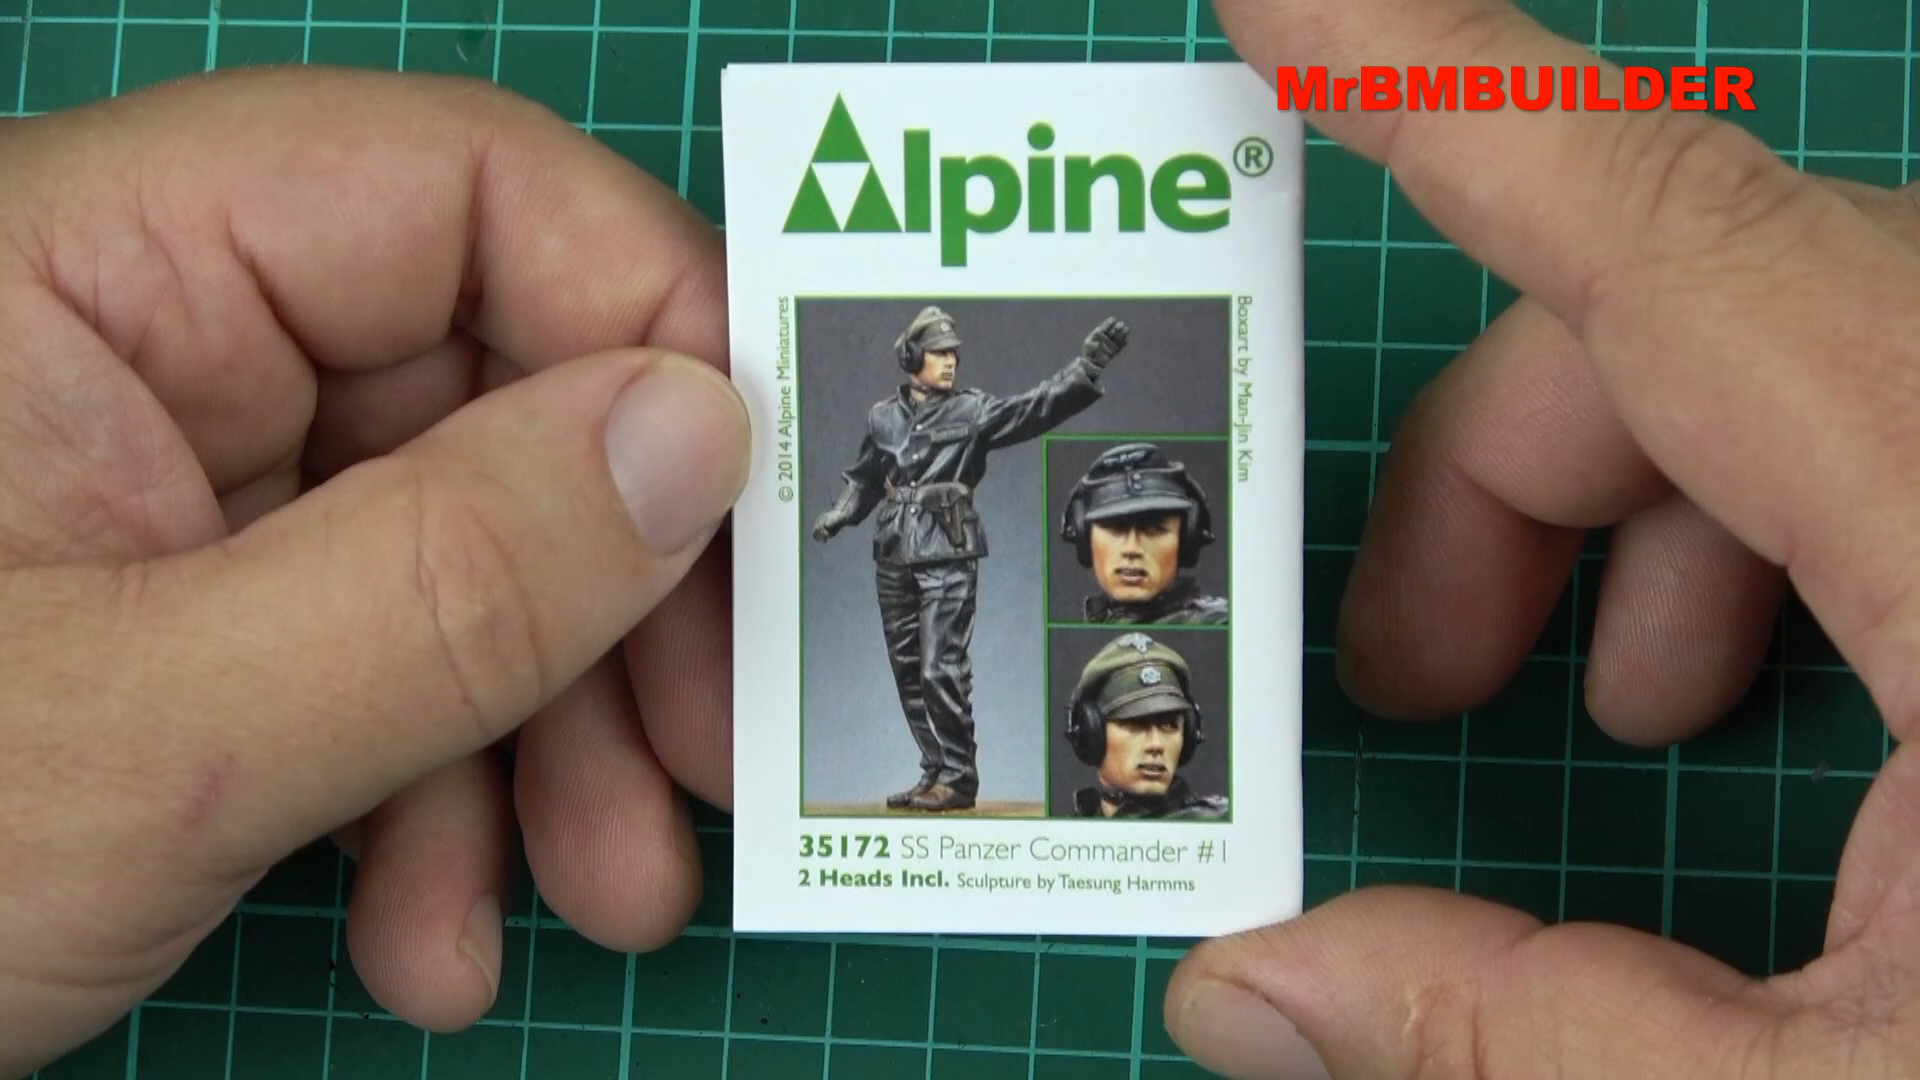 MrBMBUILDER
Alpine®
© 2014 Alpine Miniatures
Boxart by Man-Jin Kim
35172 SS Panzer Commander #1
2 Heads Incl. Sculpture by Taesung Harmms